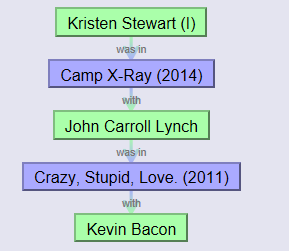 Kristen Stewart (I)
was in
Camp X-Ray (2014)
with
John Carroll Lynch
was in
Crazy, Stupid, Love. (2011)
with
Kevin Bacon